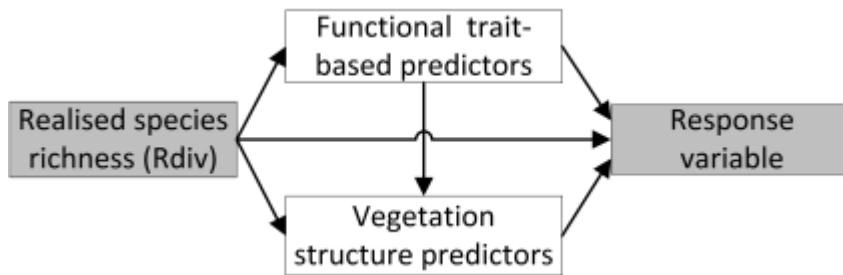 Functional trait-
based predictors
Realised species
richness (Rdiv)
Response
variable
Vegetation
structure predictors